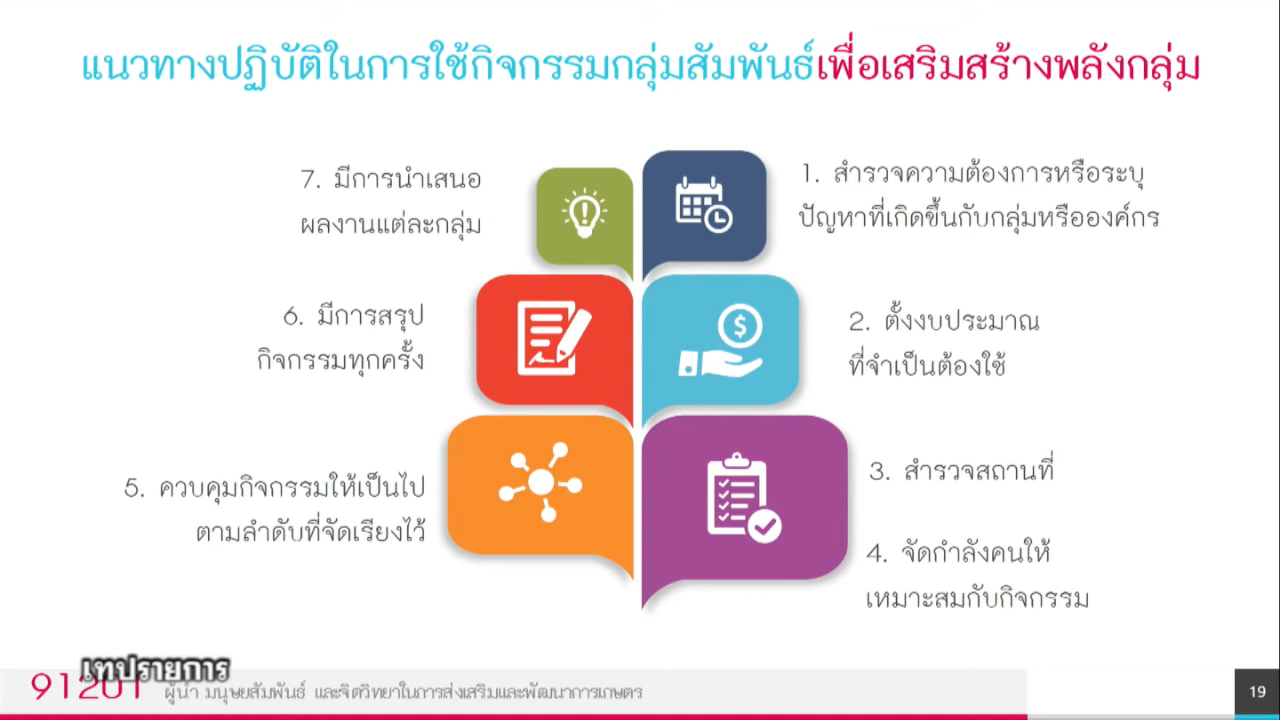 แนวทางปฏิบัติในการใช้กิจกรรมกลุ่มสัมพันธ์เพื่อเสริมสร้างพลังกลุ่ม
1. สำรวจความต้องการหรือระบุ
ปัญหาที่เกิดขึ้นกับกลุ่มหรือองค์กร
2. ตั้งงบประมาณ
ที่จำเป็นต้องใช้
3. สำรวจสถานที่
4. จัดกำลังคนให้
เหมาะสมกับกิจกรรม
5. ควบคุมกิจกรรมให้เป็นไป
ตามลำดับที่จัดเรียงไว้
6. มีการสรุป
กิจกรรมทุกครั้ง
7. มีการนำเสนอ
ผลงานแต่ละกลุ่ม
เทปรายการ
91201 ผู้นำ มนุษยสัมพันธ์ และจิตวิทยาในการส่งเสริมและพัฒนาการเกษตร
19